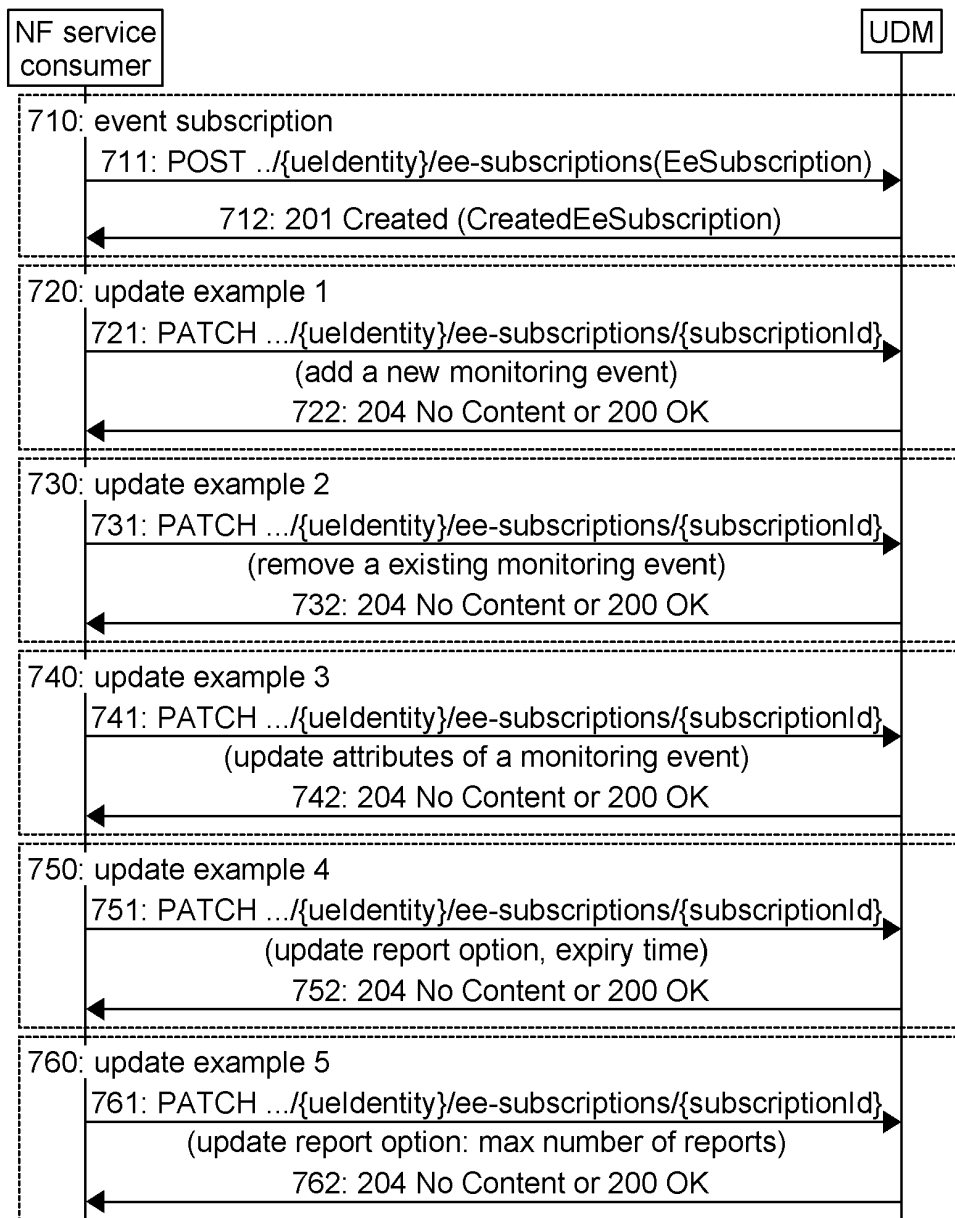 NF service
consumer
UDM
710: event subscription
711: POST ../{ueIdentity}/ee-subscriptions(EeSubscription)
712: 201 Created (CreatedEeSubscription)
720: update example 1
721: PATCH .../{ueIdentity}/ee-subscriptions/{subscriptionId}
(add a new monitoring event)
722: 204 No Content or 200 OK
730: update example 2
731: PATCH .../{ueIdentity}/ee-subscriptions/{subscriptionId}
(remove a existing monitoring event)
732: 204 No Content or 200 OK
740: update example 3
741: PATCH .../{ueIdentity}/ee-subscriptions/{subscriptionId}
(update attributes of a monitoring event)
742: 204 No Content or 200 OK
750: update example 4
751: PATCH .../{ueIdentity}/ee-subscriptions/{subscriptionId}
(update report option, expiry time)
752: 204 No Content or 200 OK
760: update example 5
761: PATCH .../{ueIdentity}/ee-subscriptions/{subscriptionId}
(update report option: max number of reports)
762: 204 No Content or 200 OK